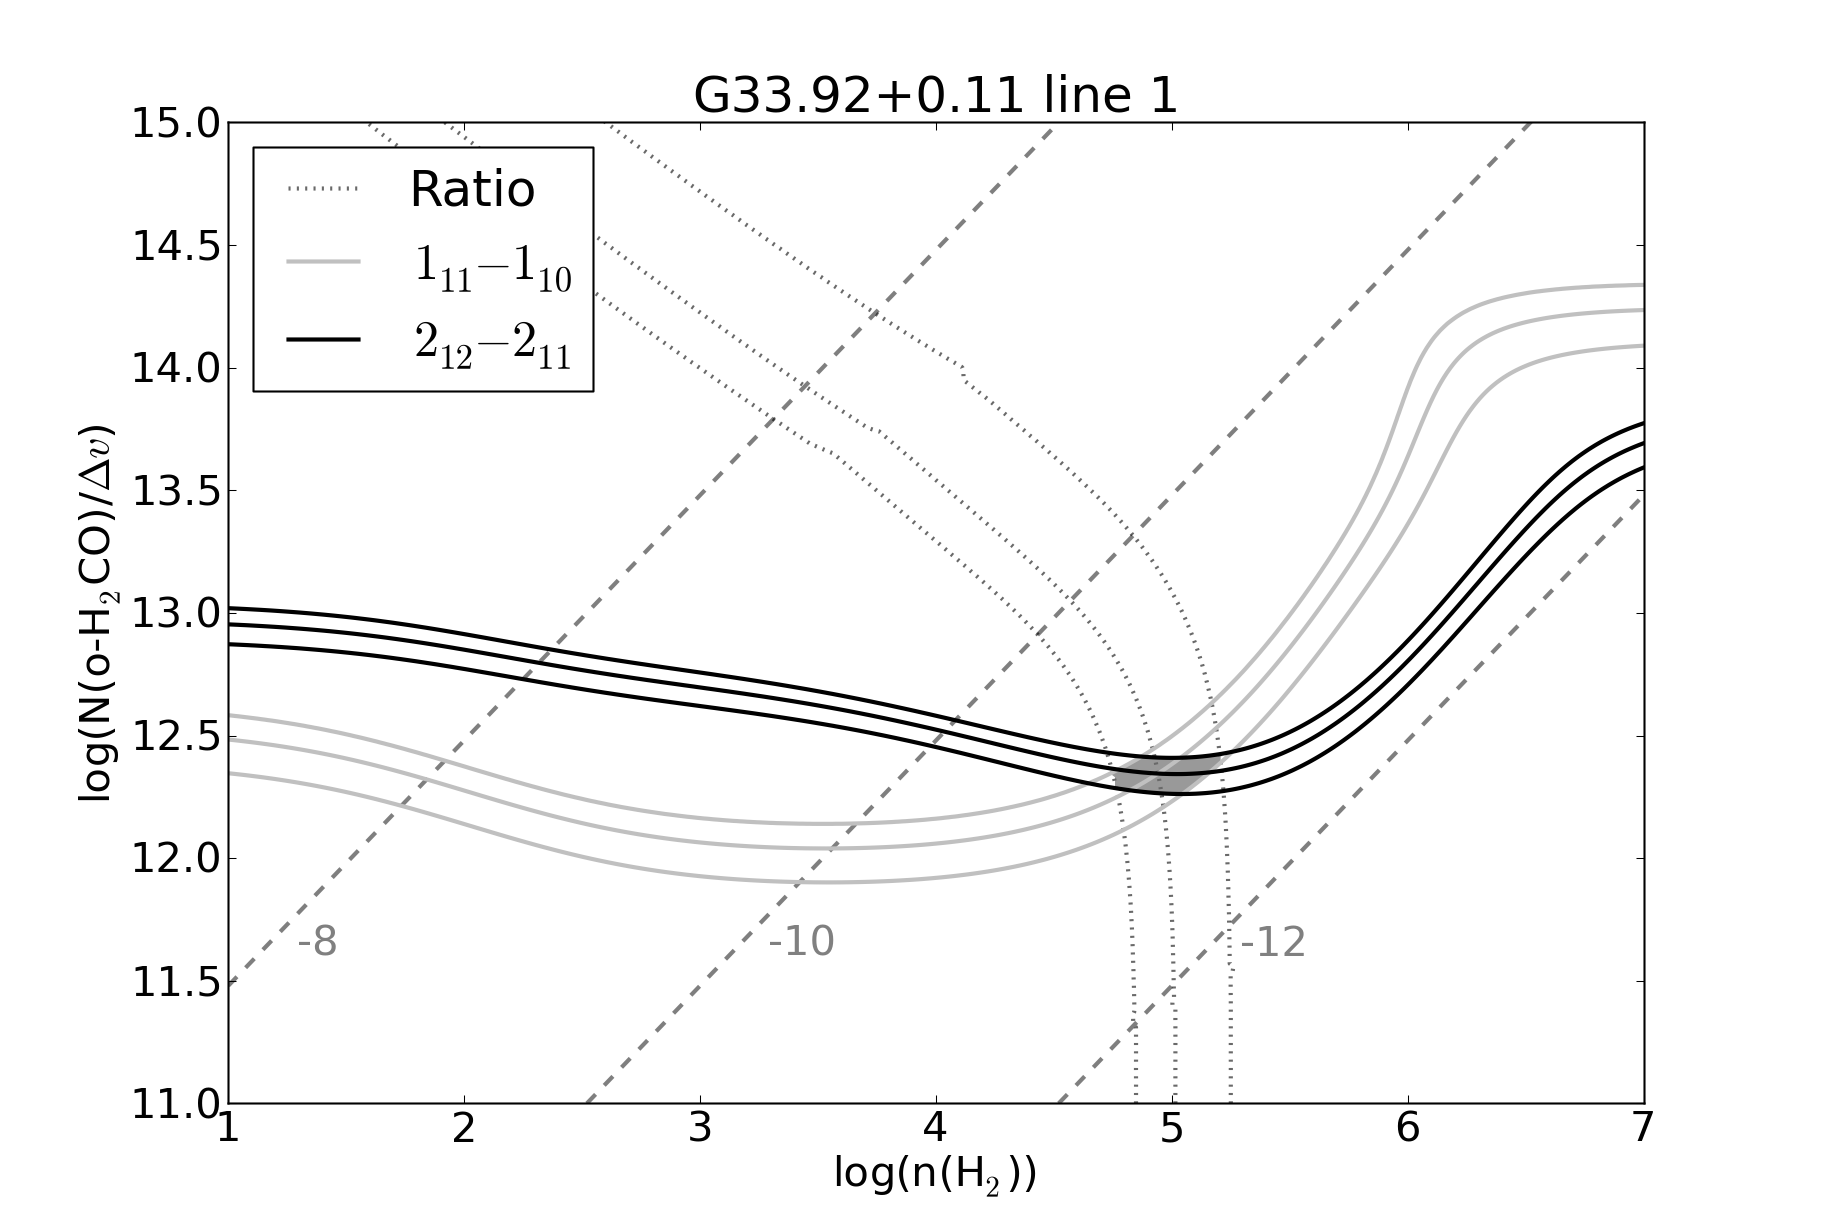 G33.92+0.11 line 1
15.0
14.5
14.0
13.5
13.0
12.5
12.0
11.5
11.0
log(N(o-H₂CO)/Δv)
Ratio
1₁₁−1₁₀
2₁₂−2₁₁
-8
-10
-12
1 2 3 4 5 6 7
log(n(H₂))